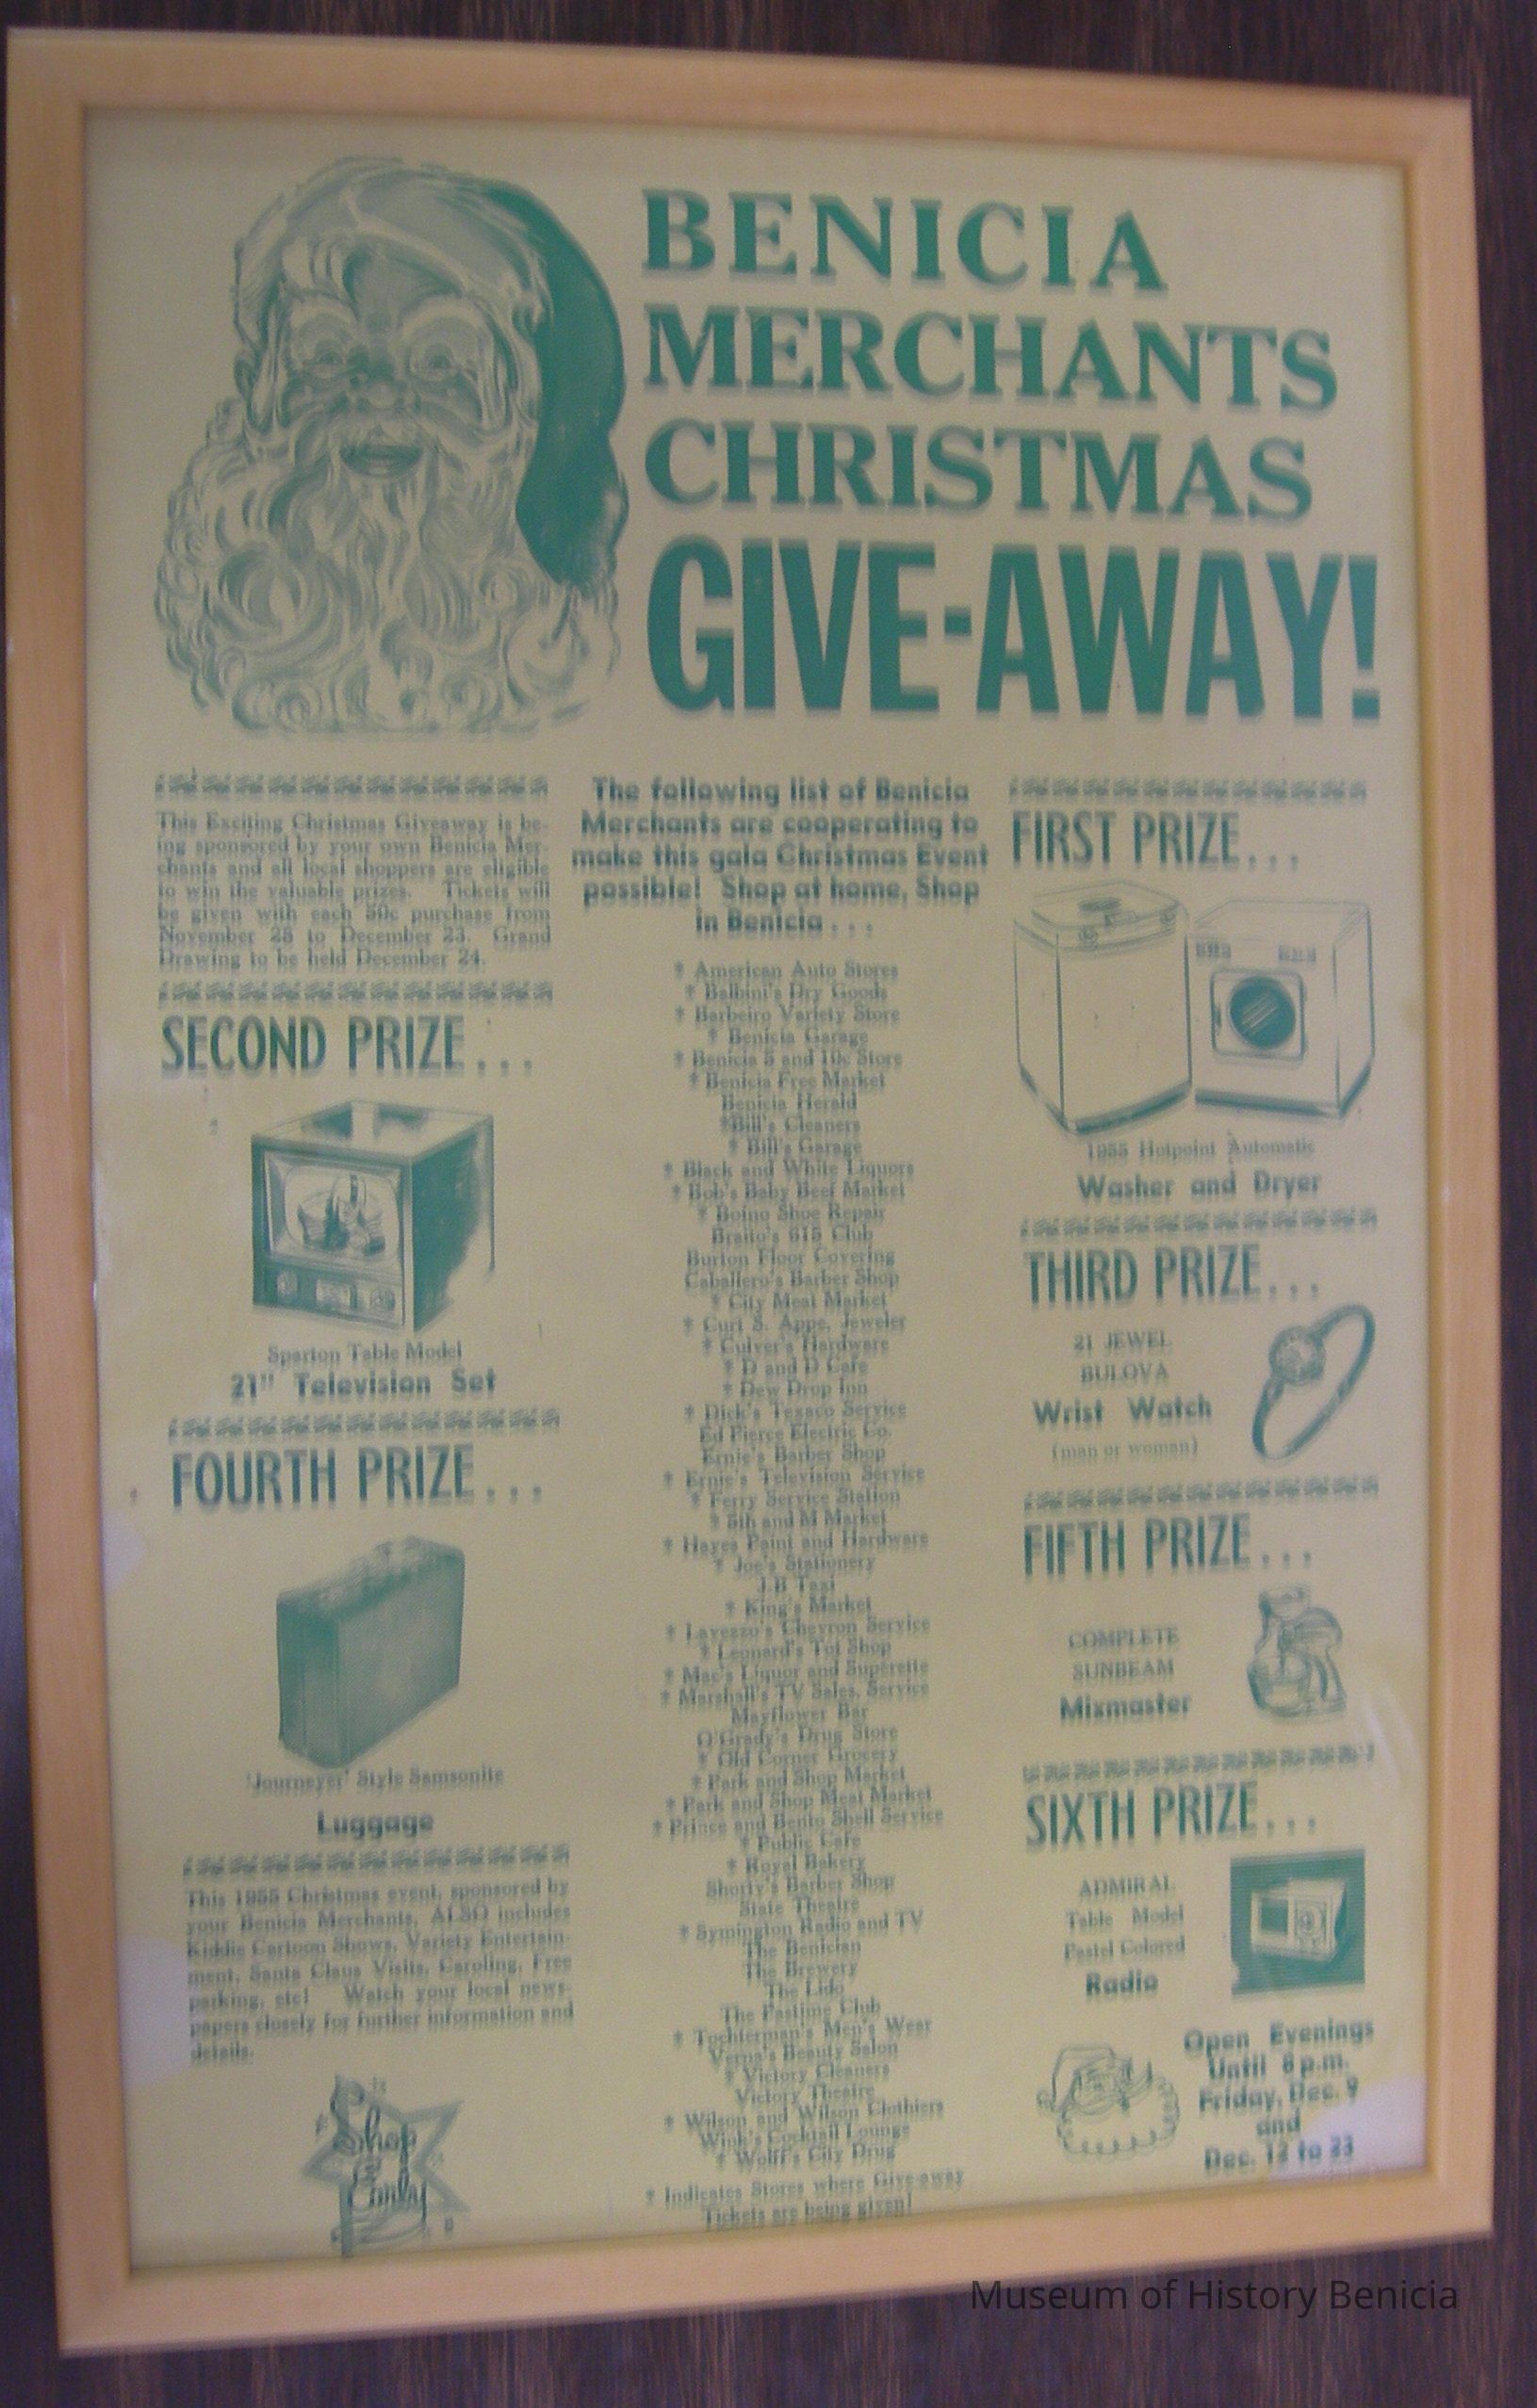 BENICIA
MERCHANTS
CHRISTMAS
GIVE-AWAY!
This Exciting Christmas Giveaway is be-
ing sponsored by your own Benicia Mer-
chants and all local shoppers are eligible
to win the valuable prizes. Tickets will
be given with each 50c purchase from
November 28 to December 23. Grand
Drawing to be held December 24.
SECOND PRIZE...
Sparton Table Model
21" Television Set
FOURTH PRIZE...
'Journeyer' Style Samsonite
Luggage
This 1955 Christmas event, sponsored by
your Benicia Merchants, ALSO includes
Kiddie Cartoon Shows, Variety Entertain-
ment, Santa Claus Visits, Caroling, Free
parking, etc! Watch your local news-
papers closely for further information and
details.
Shop
Early
The following list of Benicia
Merchants are cooperating to
make this gala Christmas Event
possible! Shop at home, Shop
in Benicia...
* American Auto Stores
* Balbini's Dry Goods
* Barbeiro Variety Store
* Benicia Garage
* Benicia 5 and 10c Store
* Benicia Free Market
Benicia Herald
*Bill's Cleaners
* Bill's Garage
* Black and White Liquors
* Bob's Baby Beef Market
* Boino Shoe Repair
Braito's 615 Club
Burton Floor Covering
Caballero's Barber Shop
* City Meat Market
* Curt S. Appe, Jeweler
* Culver's Hardware
* D and D Cafe
* Dew Drop Inn
* Dick's Texaco Service
Ed Pierce Electric Co.
Ernie's Barber Shop
* Ernie's Television Service
* Ferry Service Station
* 5th and M Market
* Hayes Paint and Hardware
* Joe's Stationery
J.B Taxi
* King's Market
* Lavezzo's Chevron Service
* Leonard's Tot Shop
* Mac's Liquor and Superette
* Marshall's TV Sales, Service
Mayflower Bar
O'Grady's Drug Store
* Old Corner Grocery
* Park and Shop Market
* Park and Shop Meat Market
* Prince and Bento Shell Service
* Public Cafe
* Royal Bakery
Shorty's Barber Shop
State Theatre
* Symington Radio and TV
The Benician
The Brewery
The Lido
The Pastime Club
* Tochterman's Men's Wear
Verna's Beauty Salon
* Victory Cleaners
Victory Theatre
* Wilson and Wilson Clothiers
Wink's Cocktail Lounge
* Wolff's City Drug
* Indicates Stores where Give-away
Tickets are being given!
FIRST PRIZE...
1955 Hotpoint Automatic
Washer and Dryer
THIRD PRIZE...
21 JEWEL
BULOVA
Wrist Watch
(man or woman)
FIFTH PRIZE...
COMPLETE
SUNBEAM
Mixmaster
SIXTH PRIZE...
ADMIRAL
Table Model
Pastel Colored
Radio
Open Evenings
Until 8 p.m.
Friday, Dec. 9
and
Dec. 12 to 23
Museum of History Benicia